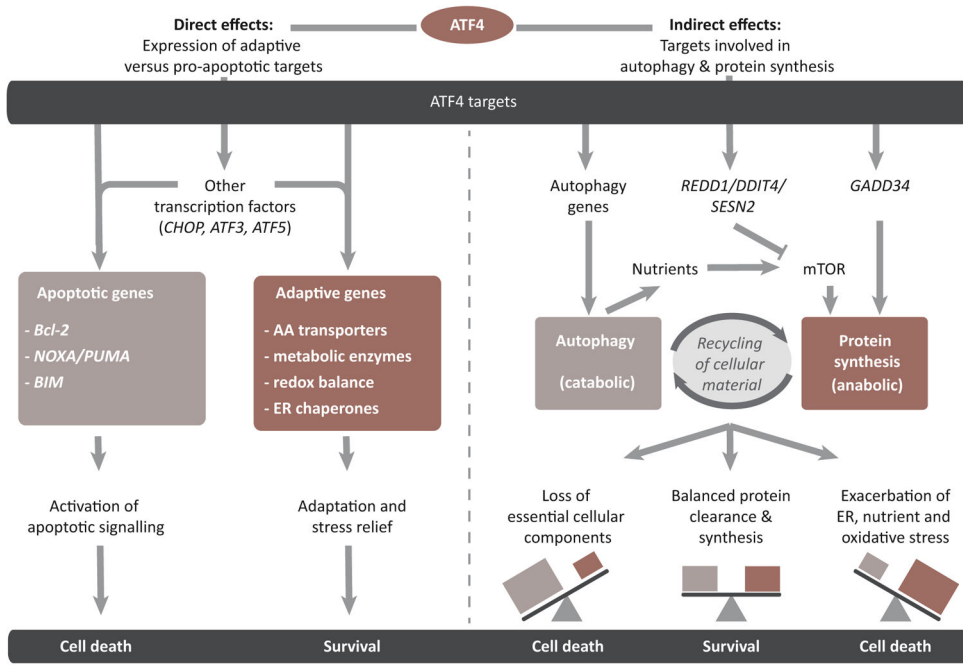 Direct effects:
Expression of adaptive
versus pro-apoptotic targets
ATF4
Indirect effects:
Targets involved in
autophagy & protein synthesis
ATF4 targets
Other
transcription factors
(CHOP, ATF3, ATF5)
Autophagy
genes
REDD1/DDIT4/
SESN2
GADD34
Nutrients
mTOR
Apoptotic genes
- Bcl-2
- NOXA/PUMA
- BIM
Adaptive genes
- AA transporters
- metabolic enzymes
- redox balance
- ER chaperones
Autophagy
(catabolic)
Recycling
of cellular
material
Protein
synthesis
(anabolic)
Activation of
apoptotic signalling
Adaptation and
stress relief
Loss of
essential cellular
components
Balanced protein
clearance &
synthesis
Exacerbation of
ER, nutrient and
oxidative stress
Cell death
Survival
Cell death
Survival
Cell death